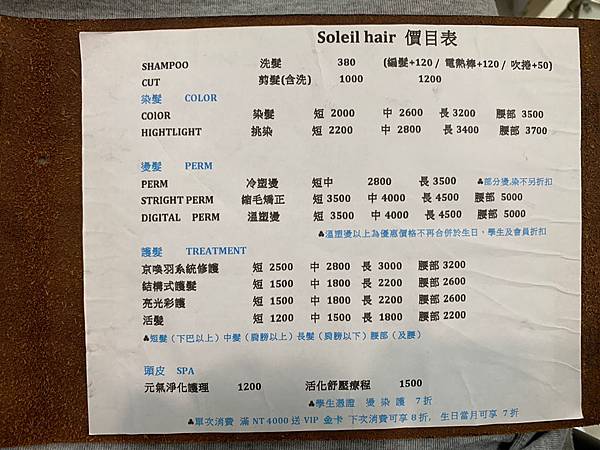 Soleil hair 價目表
SHAMPOO 洗髮 380 (編髮+120 / 電熱棒+120 / 吹捲+50)
CUT 剪髮(含洗) 1000 1200
染髮 COLOR
COlOR 染髮 短 2000 中 2600 長 3200 腰部 3500
HIGHTLIGHT 挑染 短 2200 中 2800 長 3400 腰部 3700
燙髮 PERM
PERM 冷塑燙 短中 2800 長 3500 ♣部分燙.染不另折扣
STRIGHT PERM 縮毛矯正 短 3500 中 4000 長 4500 腰部 5000
DIGITAL PERM 溫塑燙 短 3500 中 4000 長 4500 腰部 5000
♣溫塑燙以上為優惠價格不再合併於生日，學生及會員折扣
護髮 TREATMENT
京喚羽系統修護 短 2500 中 2800 長 3000 腰部 3200
結構式護髮 短 1500 中 1800 長 2200 腰部 2600
亮光彩護 短 1500 中 1800 長 2200 腰部 2600
活髮 短 1200 中 1500 長 1800 腰部 2200
♣短髮（下巴以上）中髮（肩膀以上）長髮（肩膀以下）腰部（及腰）
頭皮 SPA
元氣淨化護理 1200 活化舒壓療程 1500
♣學生憑證 燙 染 護 7 折
♣單次消費 滿 NT 4000 送 VIP 金卡 下次消費可享 8 折, 生日當月可享 7 折